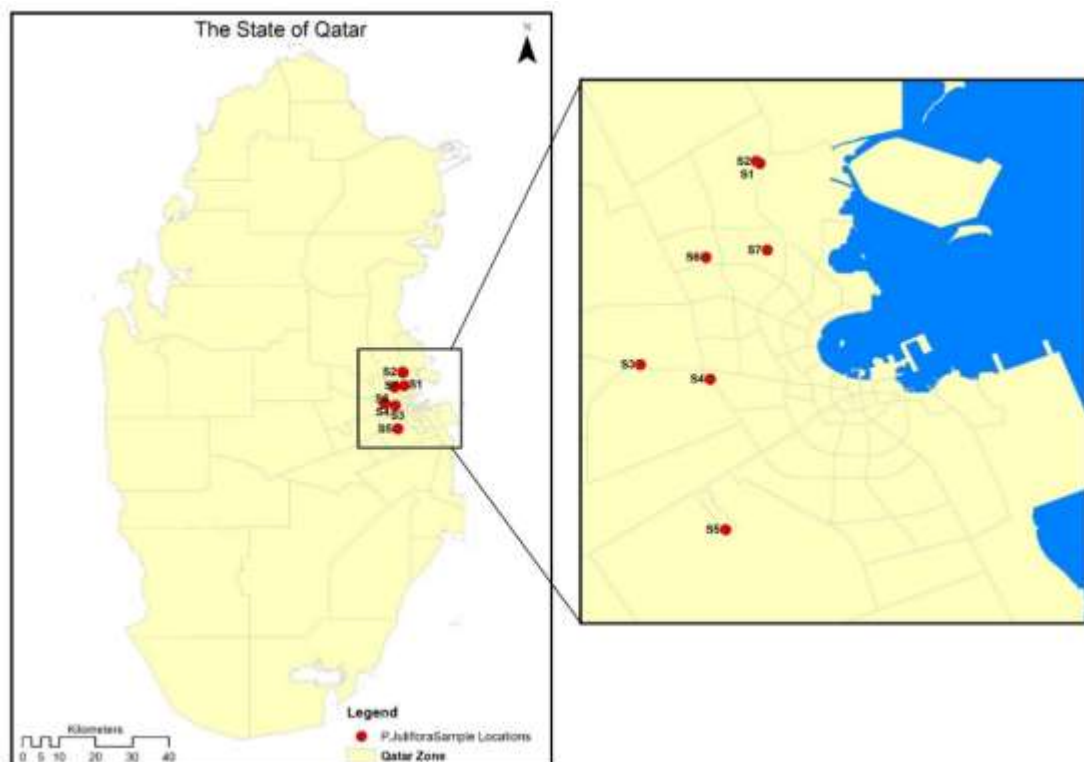 The State of Qatar
N
S2
S1
S3
S4
S5
Legend
P.JulifloraSample Locations
Qatar Zone
Kilometers
0 5 10 20 30 40
S2
S1
S7
S6
S3
S4
S5